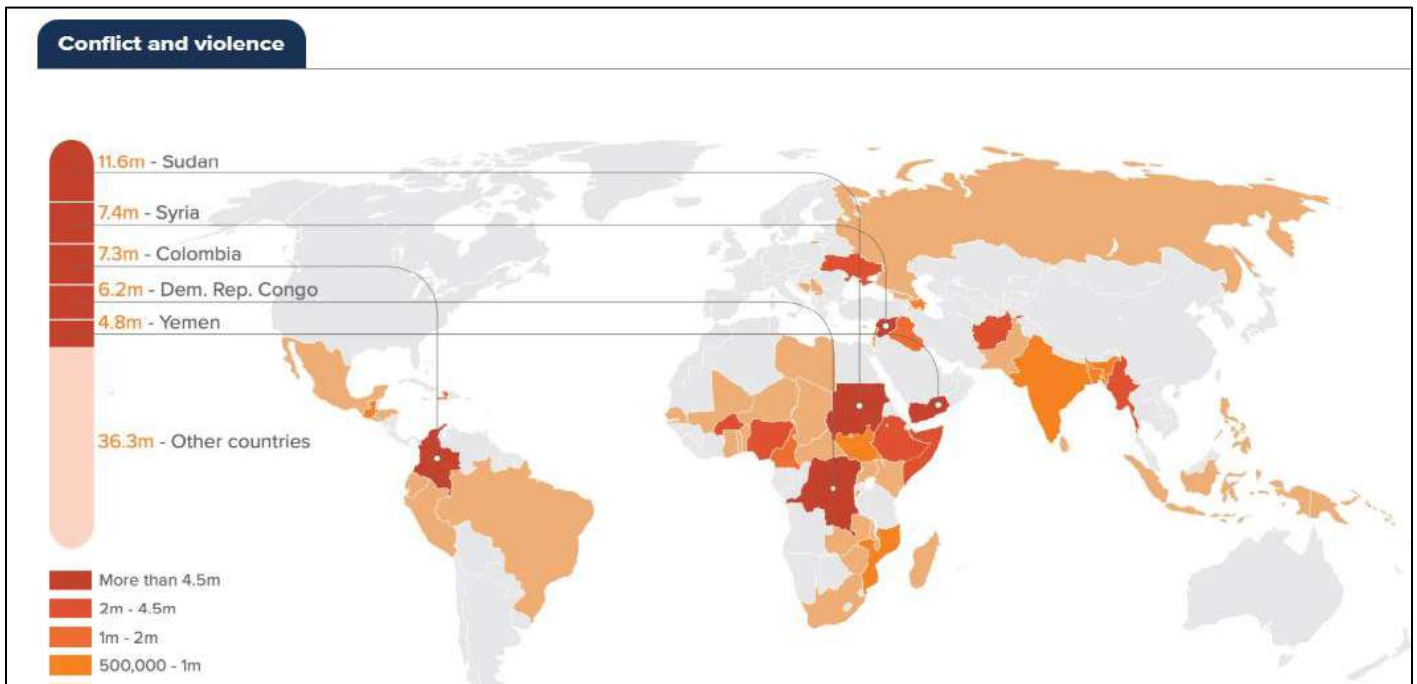 Conflict and violence
11.6m - Sudan
7.4m - Syria
7.3m - Colombia
6.2m - Dem. Rep. Congo
4.8m - Yemen
36.3m - Other countries
More than 4.5m
2m - 4.5m
1m - 2m
500,000 - 1m